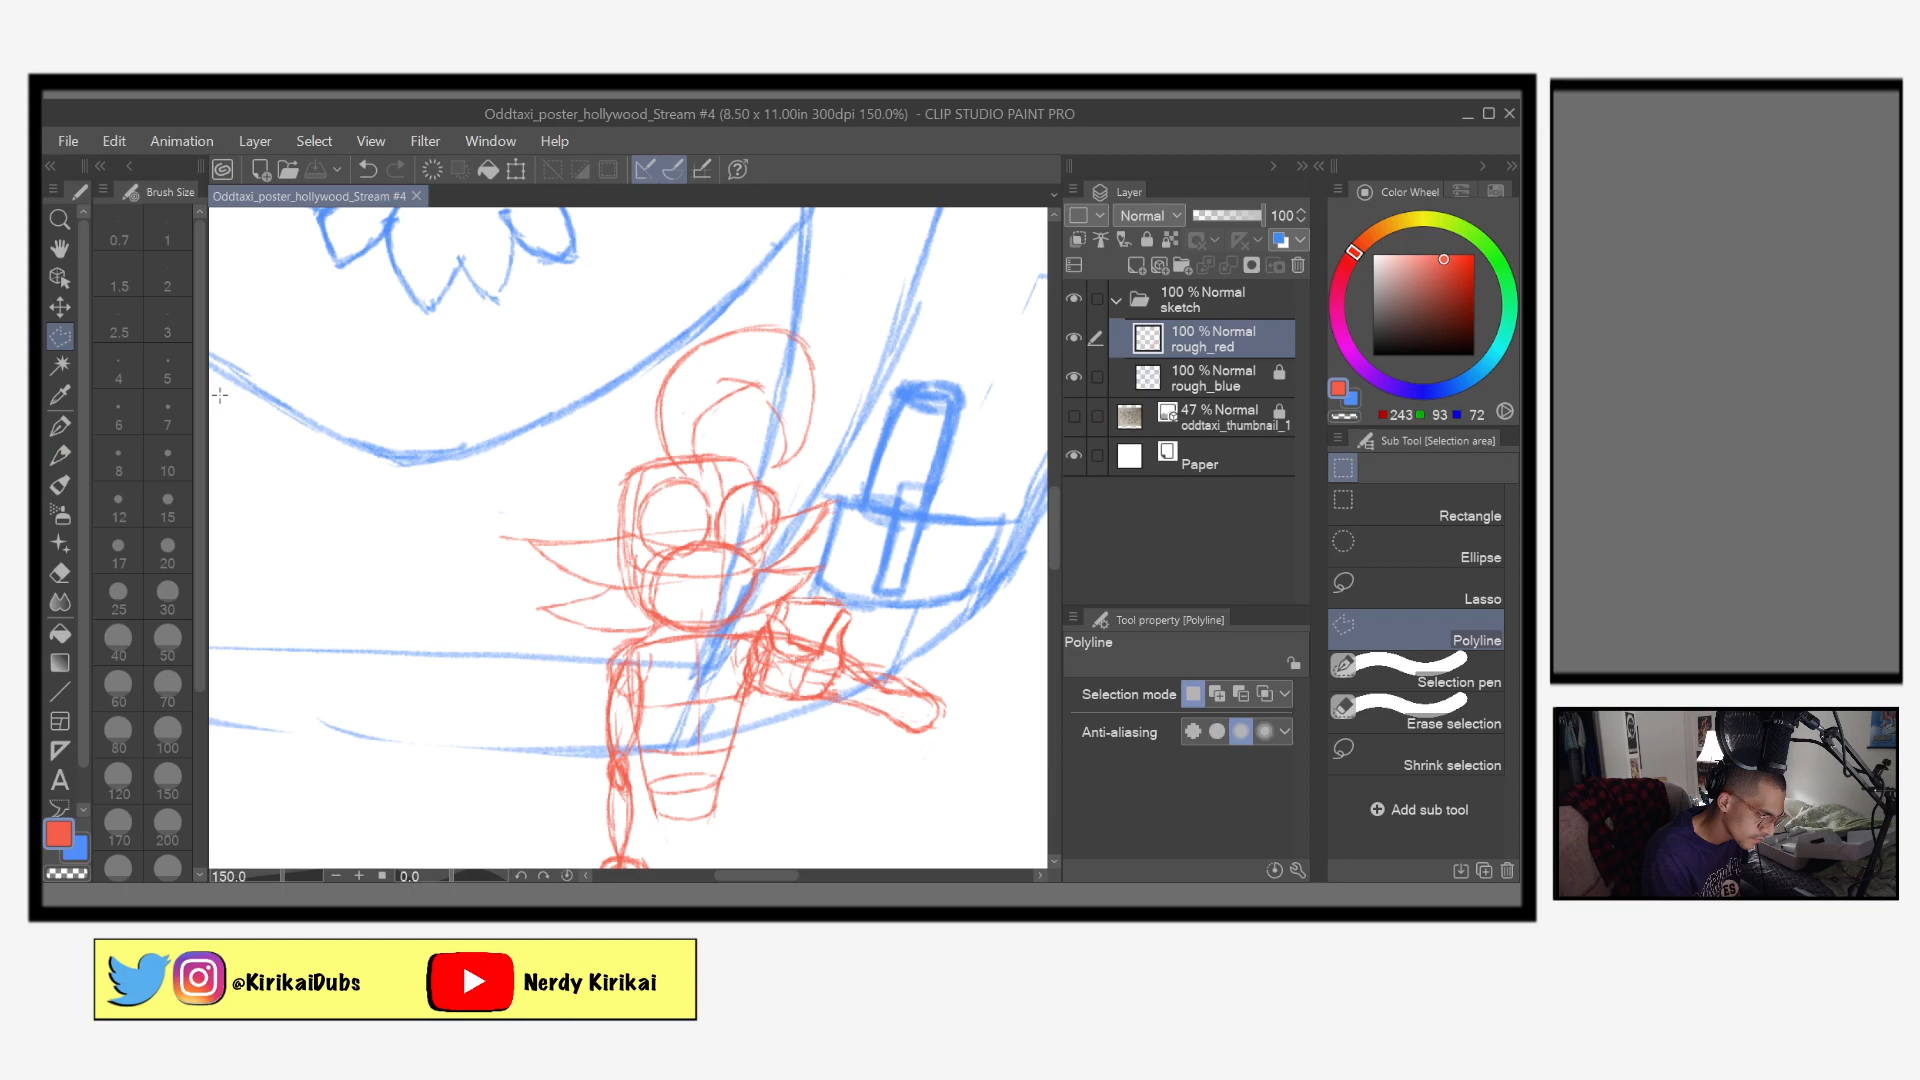 Oddtaxi_poster_hollywood_Stream #4 (8.50 x 11.00in 300dpi 150.0%) - CLIP STUDIO PAINT PRO
File Edit Animation Layer Select View Filter Window Help
Brush Size
Oddtaxi_poster_hollywood_Stream #4
0.7 1
1.5 2
2.5 3
4 5
6 7
8 10
12 15
17 20
25 30
40 50
60 70
80 100
120 150
170 200
150.0 0.0
Layer
Normal 100
100 % Normal
sketch
100 % Normal
rough_red
100 % Normal
rough_blue
47 % Normal
oddtaxi_thumbnail_1
Paper
Tool property [Polyline]
Polyline
Selection mode
Anti-aliasing
Color Wheel
243 93 72
Sub Tool [Selection area]
Rectangle
Ellipse
Lasso
Polyline
Selection pen
Erase selection
Shrink selection
Add sub tool
@KirikaiDubs
Nerdy Kirikai